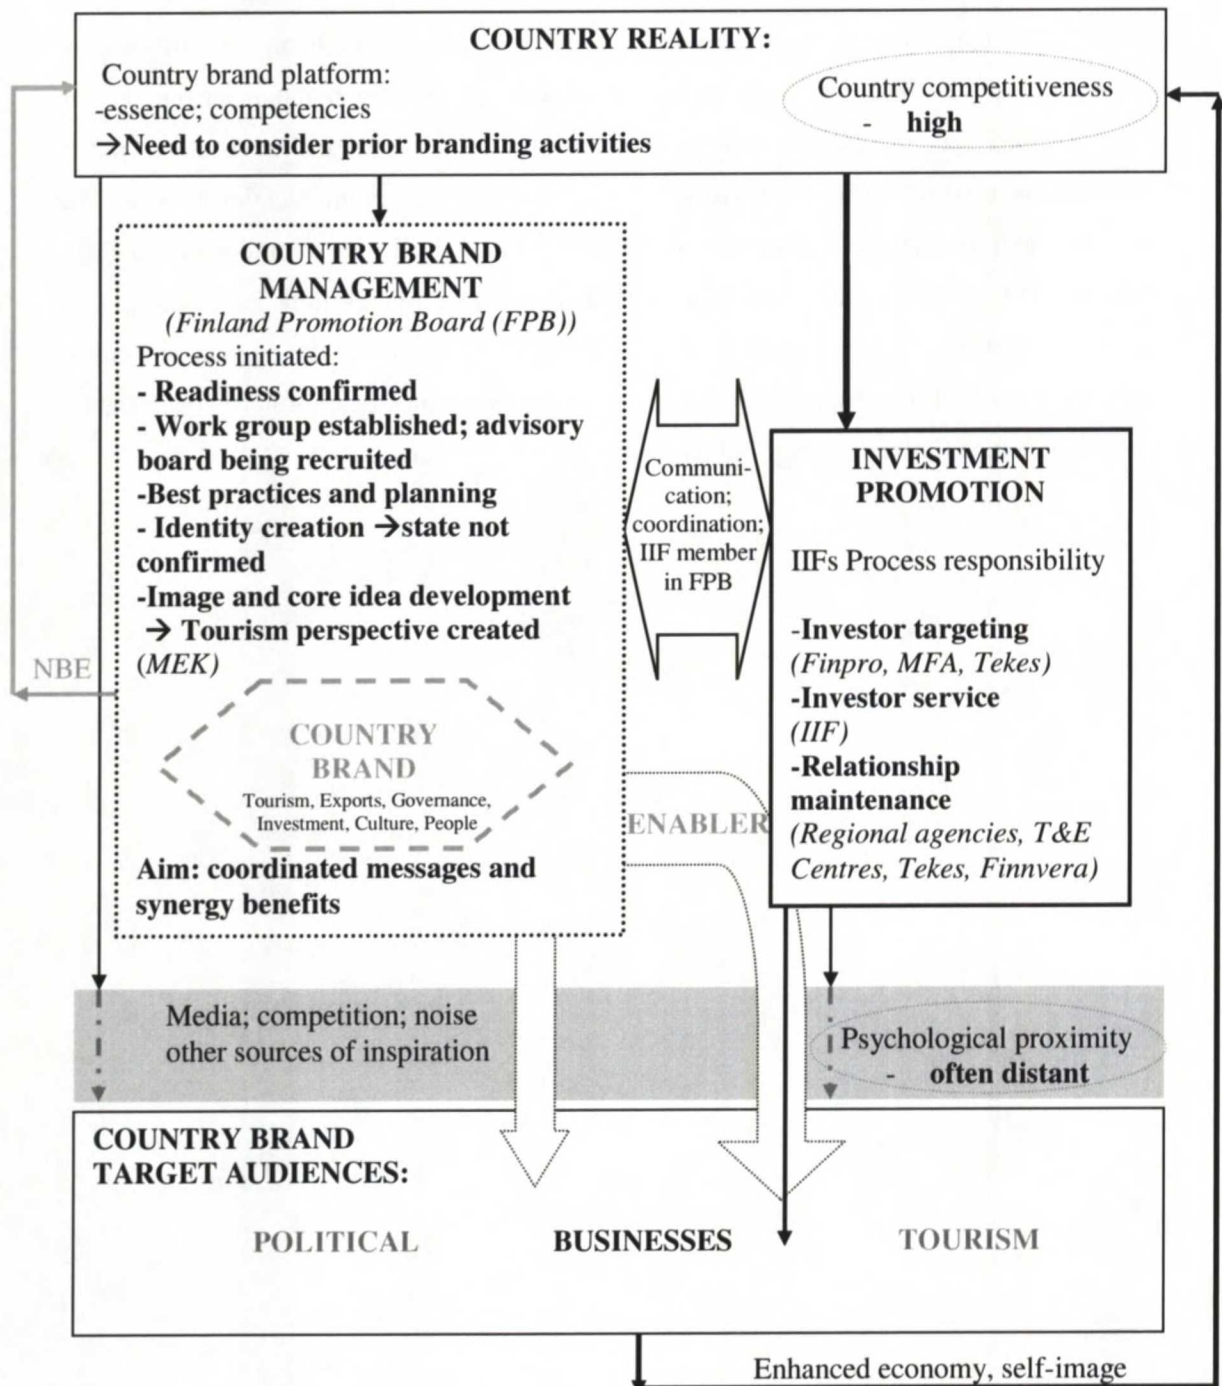 COUNTRY REALITY:
Country brand platform:
-essence; competencies
→Need to consider prior branding activities
Country competitiveness
- high
COUNTRY BRAND
MANAGEMENT
(Finland Promotion Board (FPB))
Process initiated:
- Readiness confirmed
- Work group established; advisory
board being recruited
-Best practices and planning
- Identity creation →state not
confirmed
-Image and core idea development
→ Tourism perspective created
(MEK)
NBE
COUNTRY
BRAND
Tourism, Exports, Governance,
Investment, Culture, People
Aim: coordinated messages and
synergy benefits
Communi-
cation;
coordination;
IIF member
in FPB
ENABLER
INVESTMENT
PROMOTION
IIFs Process responsibility
-Investor targeting
(Finpro, MFA, Tekes)
-Investor service
(IIF)
-Relationship
maintenance
(Regional agencies, T&E
Centres, Tekes, Finnvera)
Media; competition; noise
other sources of inspiration
Psychological proximity
- often distant
COUNTRY BRAND
TARGET AUDIENCES:
POLITICAL BUSINESSES TOURISM
Enhanced economy, self-image